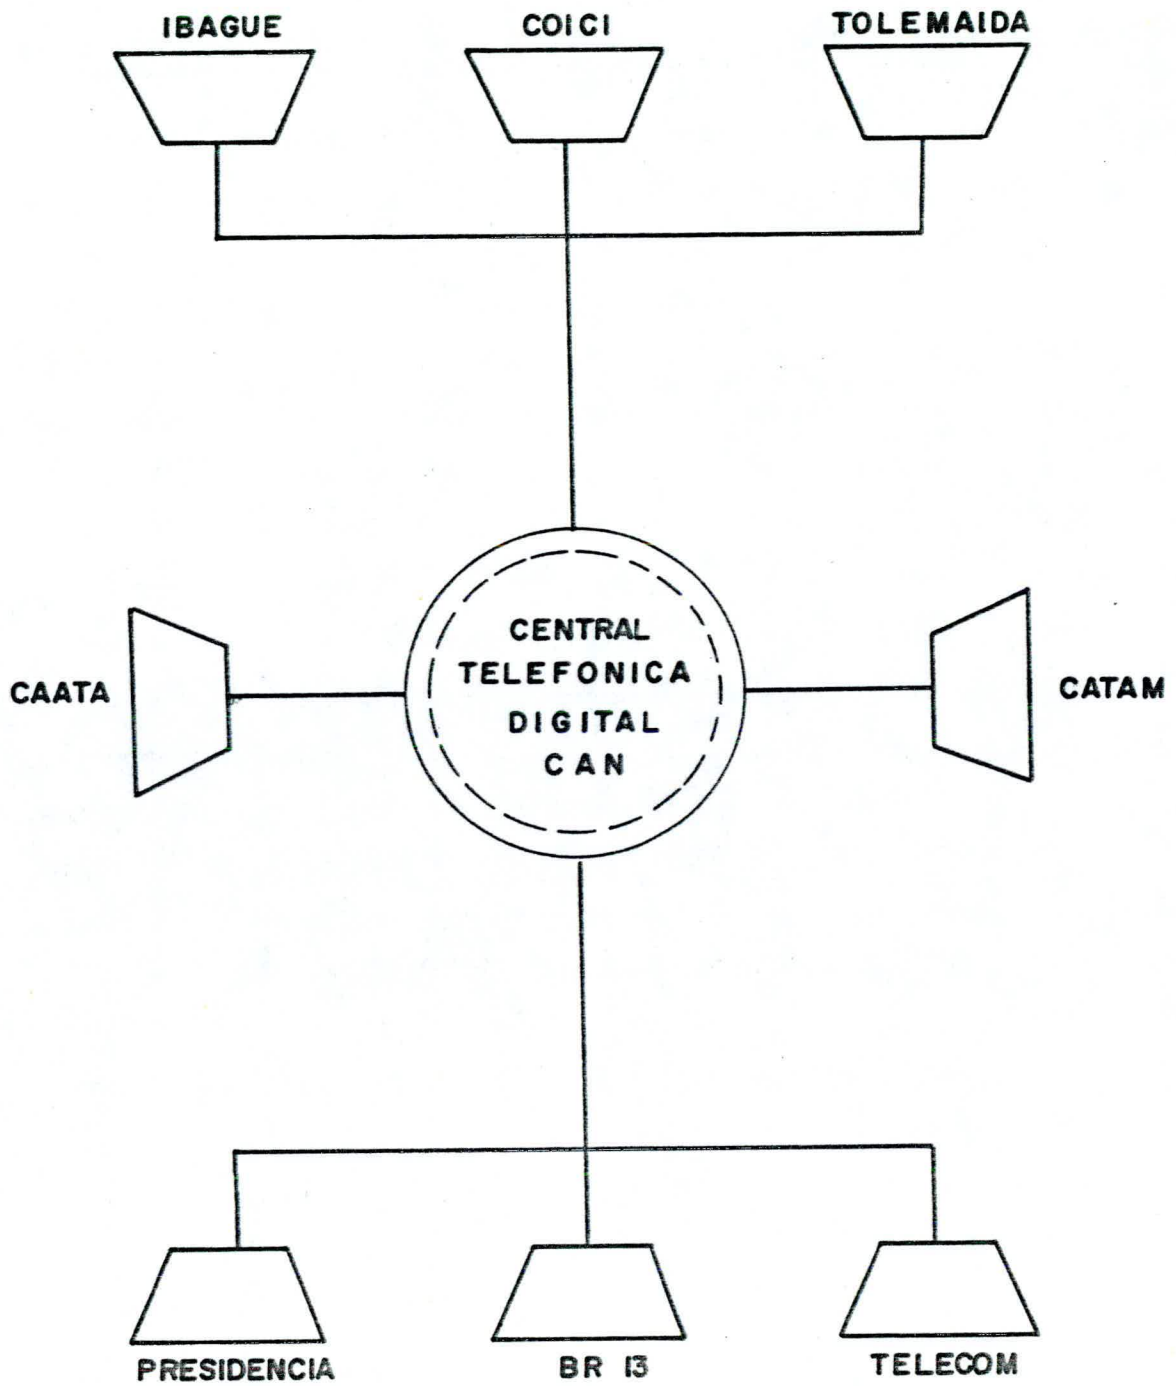 IBAGUE
COICI
TOLEMAIDA
CAATA
CENTRAL
TELEFONICA
DIGITAL
CAN
CATAM
PRESIDENCIA
BR 13
TELECOM